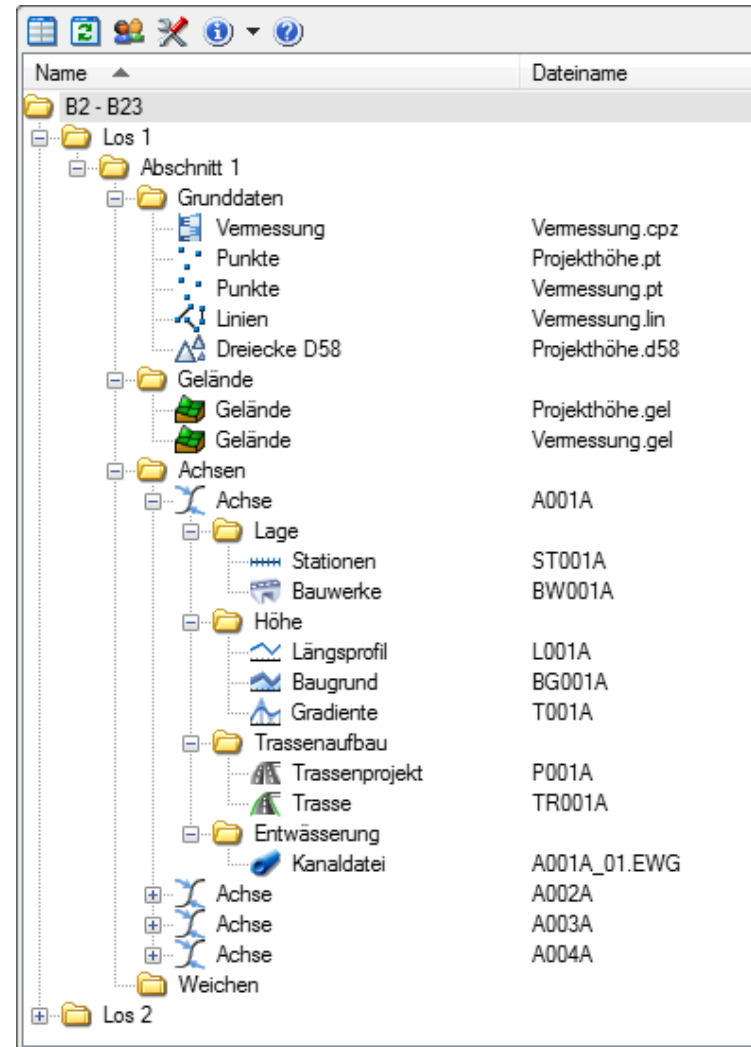 Name Dateiname
B2 - B23
Los 1
Abschnitt 1
Grunddaten
Vermessung Vermessung.cpz
Punkte Projekthöhe.pt
Punkte Vermessung.pt
Linien Vermessung.lin
Dreiecke D58 Projekthöhe.d58
Gelände
Gelände Projekthöhe.gel
Gelände Vermessung.gel
Achsen
Achse A001A
Lage
Stationen ST001A
Bauwerke BW001A
Höhe
Längsprofil L001A
Baugrund BG001A
Gradiente T001A
Trassenaufbau
Trassenprojekt P001A
Trasse TR001A
Entwässerung
Kanaldatei A001A_01.EWG
Achse A002A
Achse A003A
Achse A004A
Weichen
Los 2